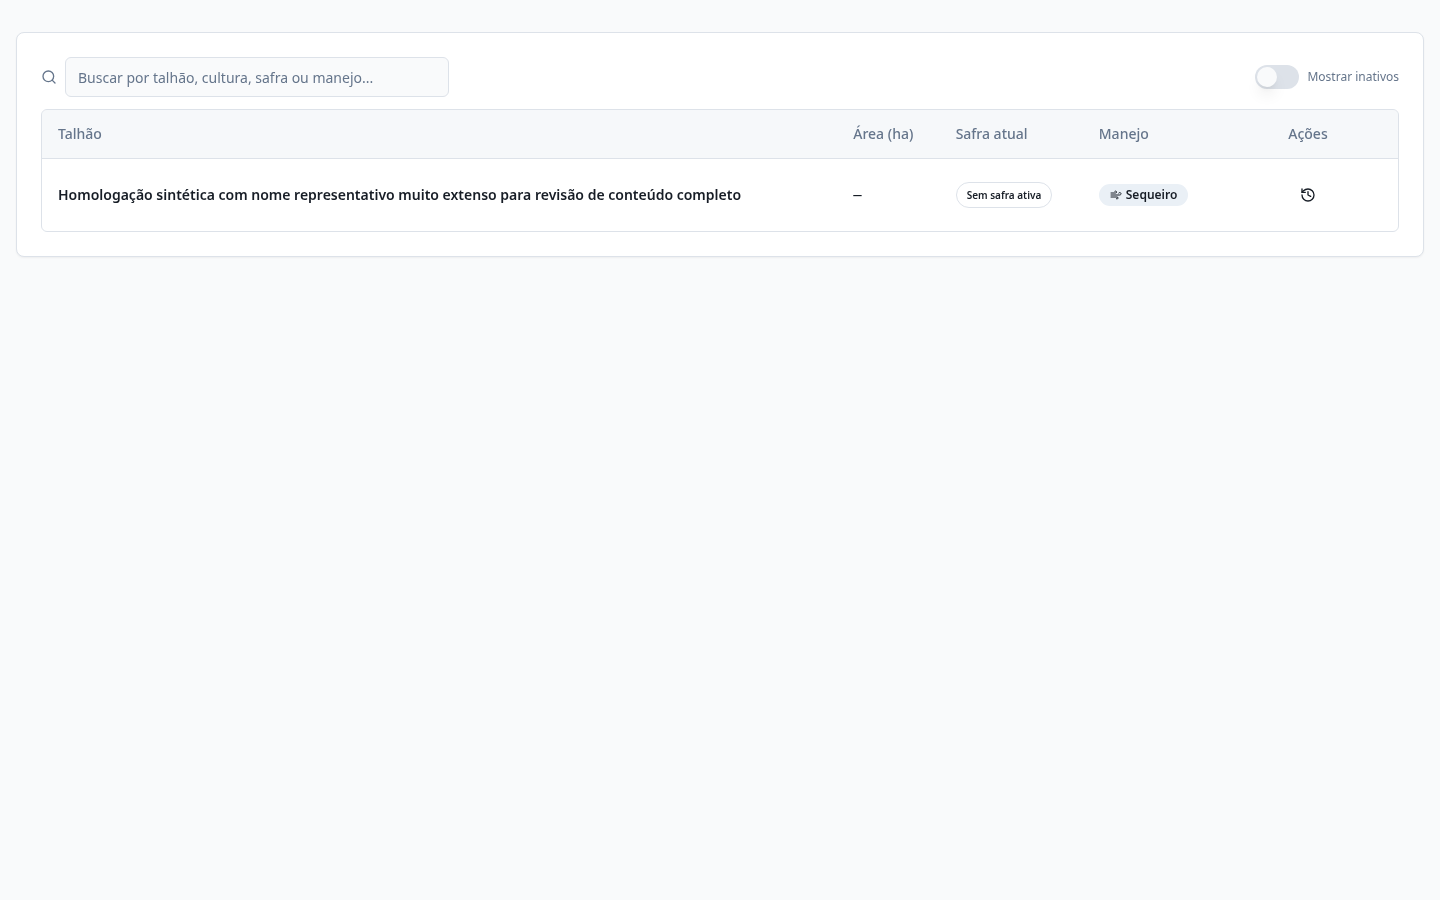 Buscar por talhão, cultura, safra ou manejo...
Mostrar inativos
Talhão Área (ha) Safra atual Manejo Ações
Homologação sintética com nome representativo muito extenso para revisão de conteúdo completo — Sem safra ativa Sequeiro